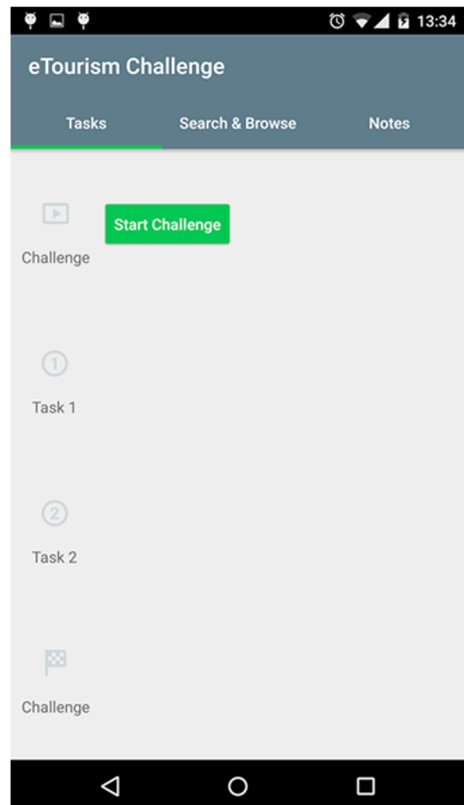 13:34
eTourism Challenge
Tasks Search & Browse Notes
Start Challenge
Challenge
1
Task 1
2
Task 2
Challenge